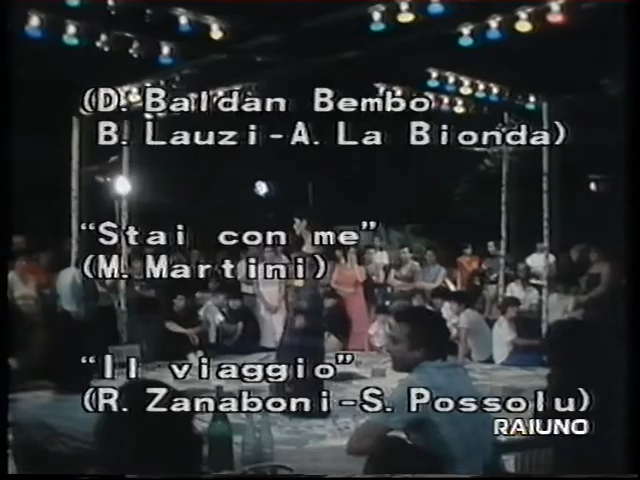 (D. Baldan Bembo
B. Lauzi-A. La Bionda)
"Stai con me"
(M. Martini)
"Il viaggio"
(R. Zanaboni-S. Possolu)
RAIUNO